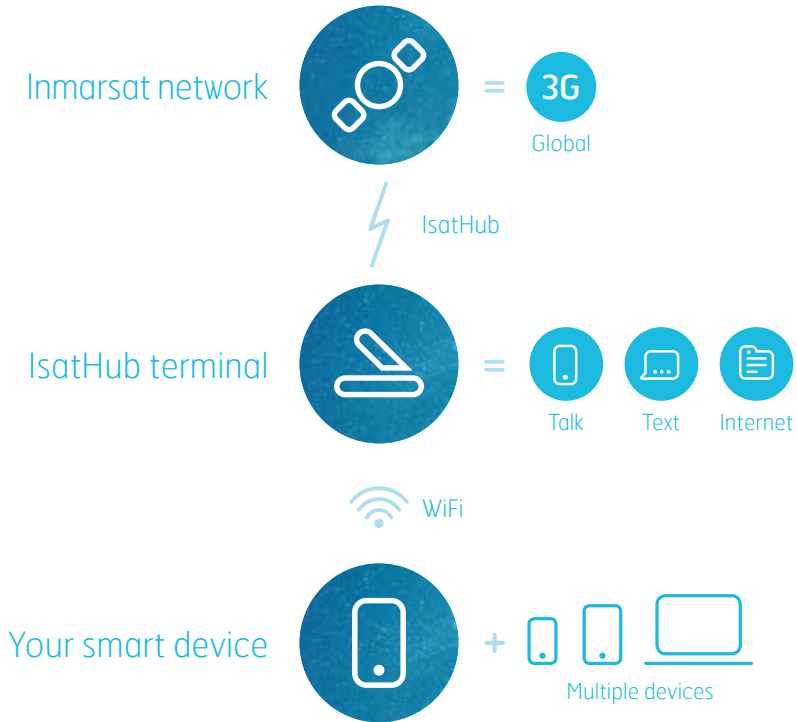 Inmarsat network
=
3G
Global
IsatHub
IsatHub terminal
=
Talk
Text
Internet
WiFi
Your smart device
+
Multiple devices